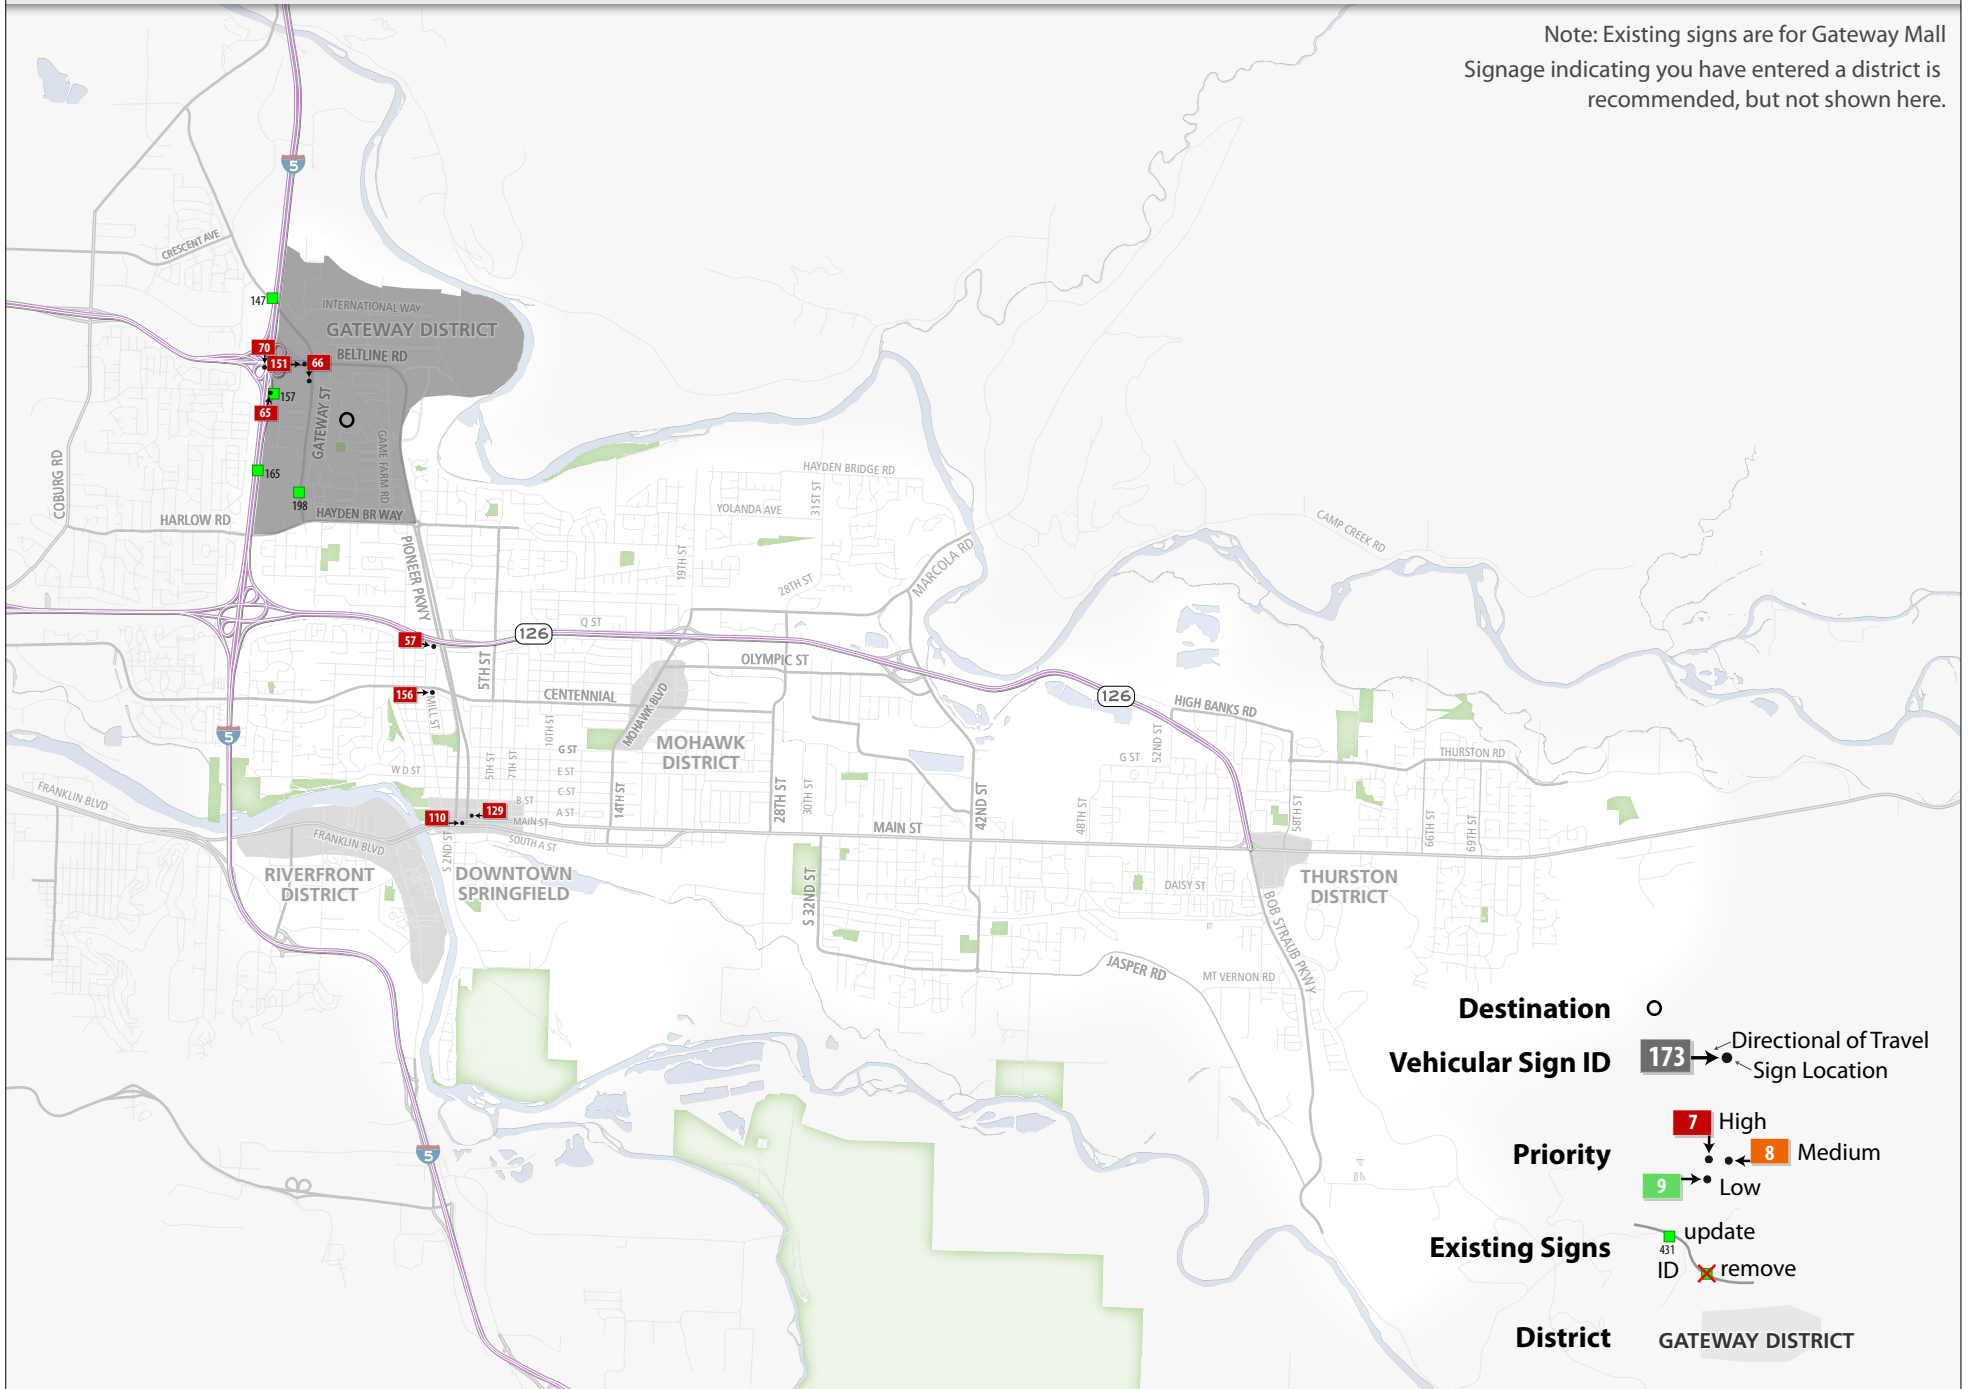 Note: Existing signs are for Gateway Mall
Signage indicating you have entered a district is
recommended, but not shown here.
5
CRESCENT AVE
147
INTERNATIONAL WAY
GATEWAY DISTRICT
70
151
66
BELTLINE RD
157
65
GATEWAY ST
GAME FARM RD
165
198
COBURG RD
HARLOW RD
HAYDEN BR WAY
HAYDEN BRIDGE RD
31ST ST
YOLANDA AVE
19TH ST
28TH ST
MARCOLA RD
CAMP CREEK RD
PIONEER PKWY
57
126
Q ST
5TH ST
OLYMPIC ST
156
MILL ST
CENTENNIAL
MOHAWK BLVD
126
HIGH BANKS RD
5
10TH ST
G ST
MOHAWK
DISTRICT
G ST
52ND ST
THURSTON RD
W D ST
5TH ST
7TH ST
E ST
C ST
B ST
A ST
14TH ST
28TH ST
30TH ST
42ND ST
48TH ST
58TH ST
66TH ST
69TH ST
FRANKLIN BLVD
110
129
MAIN ST
MAIN ST
FRANKLIN BLVD
S 2ND ST
SOUTH A ST
RIVERFRONT
DISTRICT
DOWNTOWN
SPRINGFIELD
S 32ND ST
DAISY ST
THURSTON
DISTRICT
BOB STRAUB PKWY
JASPER RD
MT VERNON RD
5
Destination
Vehicular Sign ID
173
Directional of Travel
Sign Location
Priority
7
High
8
Medium
9
Low
Existing Signs
update
431
ID
remove
District
GATEWAY DISTRICT